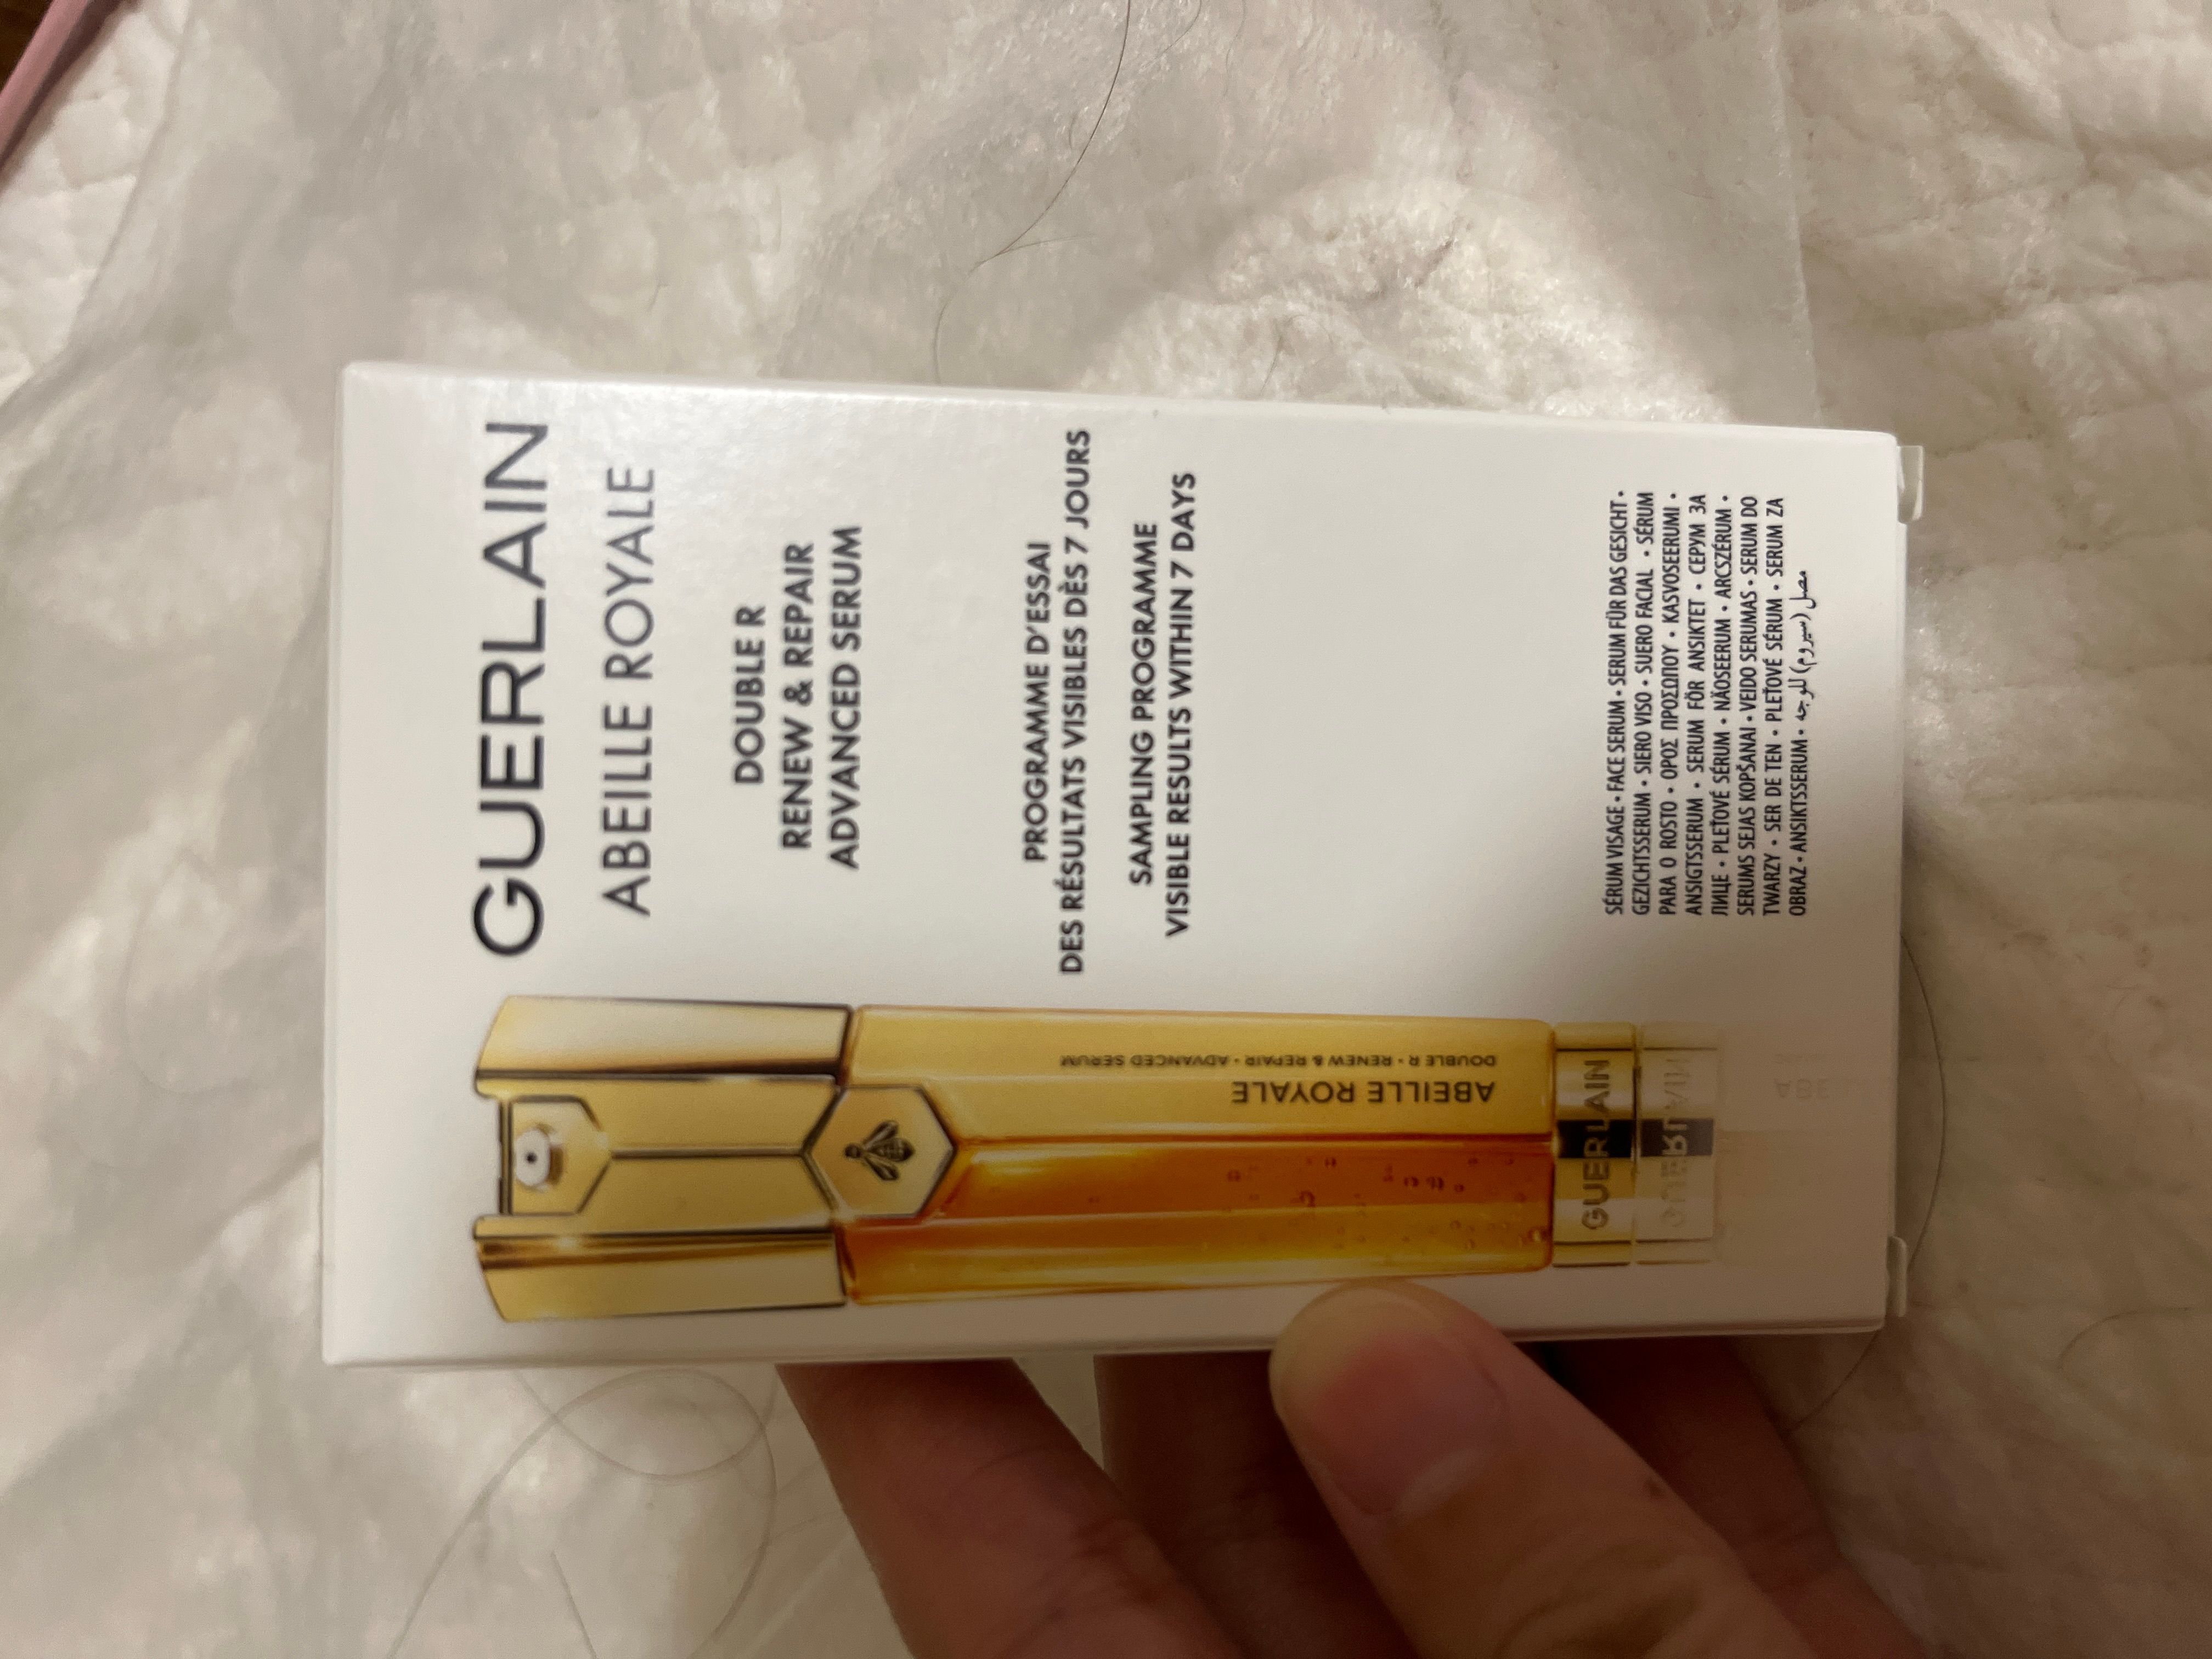 GUERLAIN
ABEILLE ROYALE
DOUBLE R
RENEW & REPAIR
ADVANCED SERUM
PROGRAMME D'ESSAI
DES RÉSULTATS VISIBLES DÈS 7 JOURS
SAMPLING PROGRAMME
VISIBLE RESULTS WITHIN 7 DAYS
SÉRUM VISAGE • FACE SERUM • SERUM FÜR DAS GESICHT •
GEZICHTSSERUM • SIERO VISO • SUERO FACIAL • SÉRUM
PARA O ROSTO • ΟΡΟΣ ΠΡΟΣΩΠΟΥ • KASVOSEERUMI •
ANSIGTSSERUM • SERUM FÖR ANSIKTET • СЕРУМ ЗА
ЛИЦЕ • PLEŤOVÉ SÉRUM • NÄOSEERUM • ARCSZÉRUM •
SERUMS SEJAS KOPŠANAI • VEIDO SERUMAS • SERUM DO
TWARZY • SER DE TEN • PLEŤOVÉ SÉRUM • SERUM ZA
OBRAZ • ANSIKTSSERUM • مصل (سيروم) للوجه
ABEILLE ROYALE
DOUBLE R • RENEW & REPAIR • ADVANCED SERUM
GUERLAIN